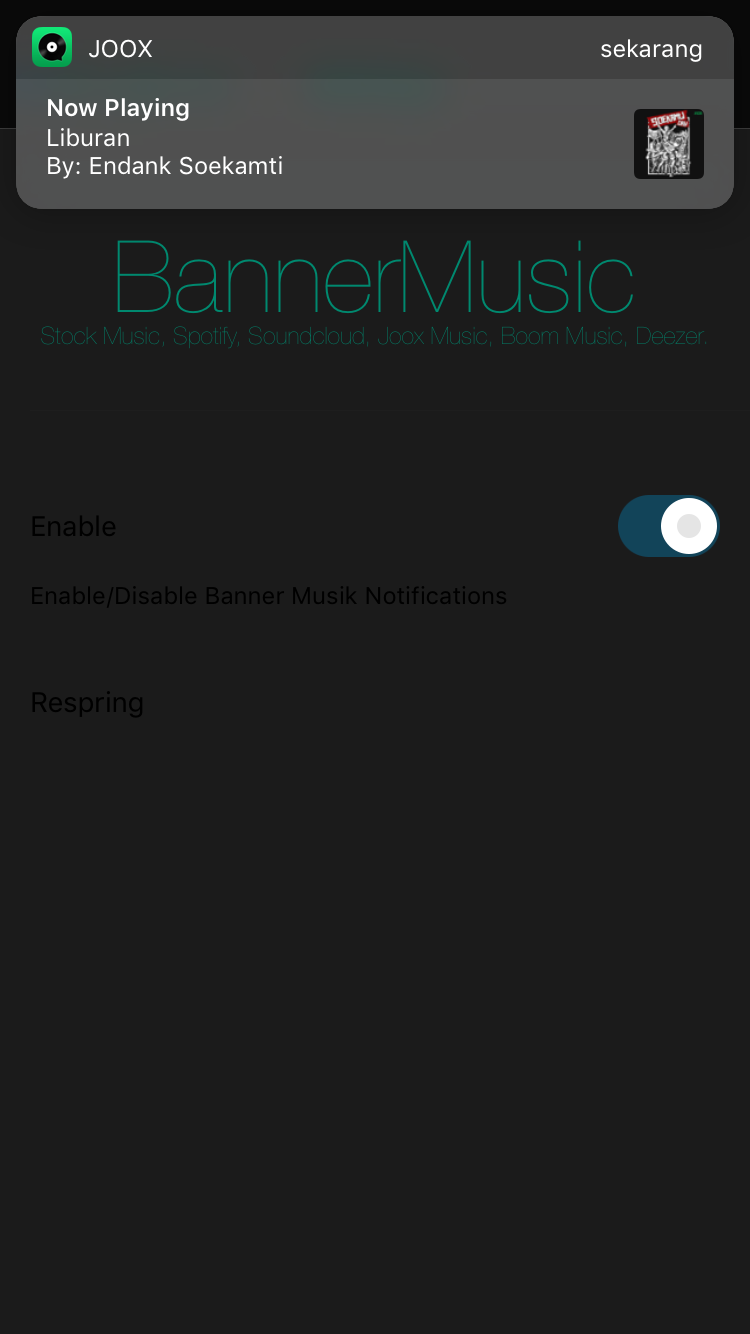 JOOX sekarang
Now Playing
Liburan
By: Endank Soekamti
BannerMusic
Stock Music, Spotify, Soundcloud, Joox Music, Boom Music, Deezer.
Enable
Enable/Disable Banner Musik Notifications
Respring